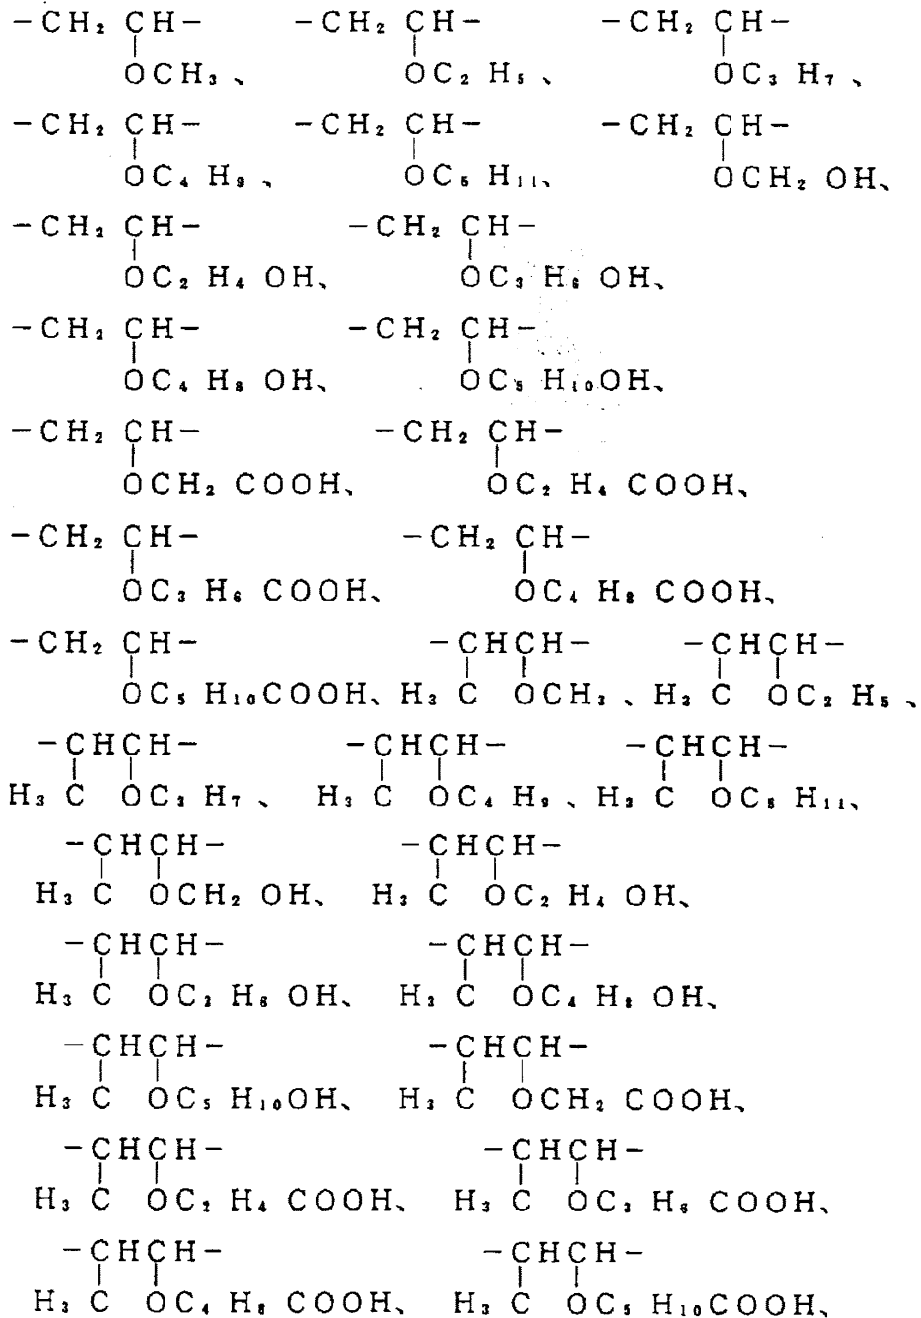 －CH₂ CH－ －CH₂ CH－ －CH₂ CH－
OCH₃、 OC₂ H₅、 OC₃ H₇、
－CH₂ CH－ －CH₂ CH－ －CH₂ CH－
OC₄ H₉、 OC₅ H₁₁、 OCH₂ OH、
－CH₂ CH－ －CH₂ CH－
OC₂ H₄ OH、 OC₃ H₆ OH、
－CH₂ CH－ －CH₂ CH－
OC₄ H₈ OH、 OC₅ H₁₀OH、
－CH₂ CH－ －CH₂ CH－
OCH₂ COOH、 OC₂ H₄ COOH、
－CH₂ CH－ －CH₂ CH－
OC₃ H₆ COOH、 OC₄ H₈ COOH、
－CH₂ CH－ －CHCH－ －CHCH－
OC₅ H₁₀COOH、 H₃ C OCH₃、 H₃ C OC₂ H₅、
－CHCH－ －CHCH－ －CHCH－
H₃ C OC₃ H₇、 H₃ C OC₄ H₉、 H₃ C OC₅ H₁₁、
－CHCH－ －CHCH－
H₃ C OCH₂ OH、 H₃ C OC₂ H₄ OH、
－CHCH－ －CHCH－
H₃ C OC₃ H₆ OH、 H₃ C OC₄ H₈ OH、
－CHCH－ －CHCH－
H₃ C OC₅ H₁₀OH、 H₃ C OCH₂ COOH、
－CHCH－ －CHCH－
H₃ C OC₂ H₄ COOH、 H₃ C OC₃ H₆ COOH、
－CHCH－ －CHCH－
H₃ C OC₄ H₈ COOH、 H₃ C OC₅ H₁₀COOH、